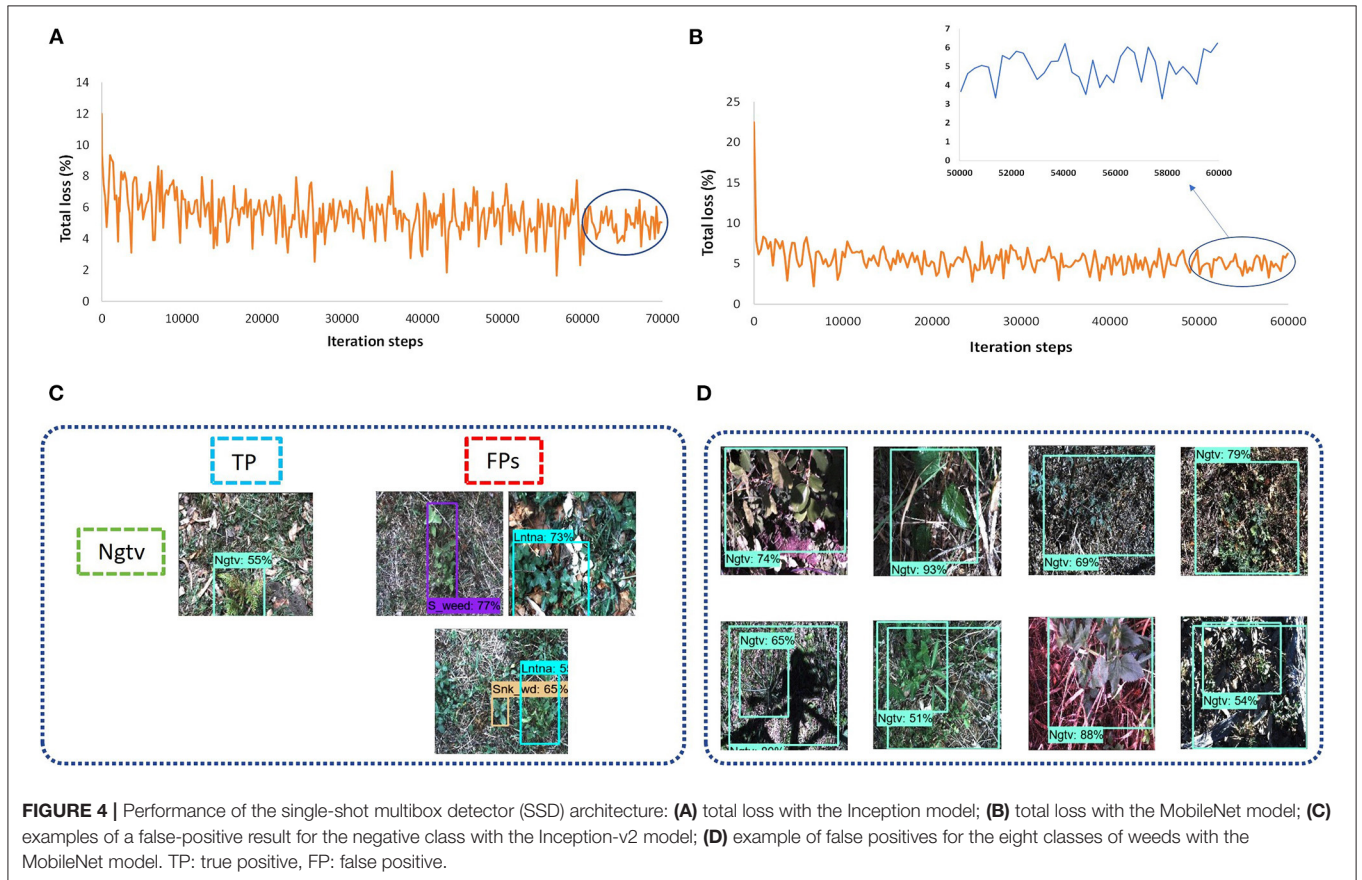 A
B
14
12
10
8
6
4
2
0
Total loss (%)
0 10000 20000 30000 40000 50000 60000 70000
Iteration steps
7
6
5
4
3
2
1
0
50000 52000 54000 56000 58000 60000
25
20
15
10
5
0
Total loss (%)
0 10000 20000 30000 40000 50000 60000
Iteration steps
C
D
TP
FPs
Ngtv
Ngtv: 55%
S_weed: 77%
Lntna: 73%
Lntna: 5
Snk_wd: 65%
Ngtv: 74%
Ngtv: 93%
Ngtv: 69%
Ngtv: 79%
Ngtv: 65%
Ngtv: 51%
Ngtv: 88%
Ngtv: 54%
FIGURE 4 | Performance of the single-shot multibox detector (SSD) architecture: (A) total loss with the Inception model; (B) total loss with the MobileNet model; (C)
examples of a false-positive result for the negative class with the Inception-v2 model; (D) example of false positives for the eight classes of weeds with the
MobileNet model. TP: true positive, FP: false positive.